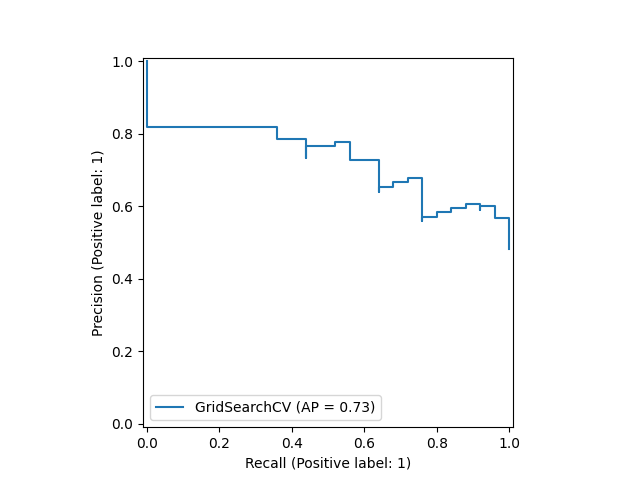 1.0
0.8
0.6
0.4
0.2
0.0
Precision (Positive label: 1)
GridSearchCV (AP = 0.73)
0.0 0.2 0.4 0.6 0.8 1.0
Recall (Positive label: 1)